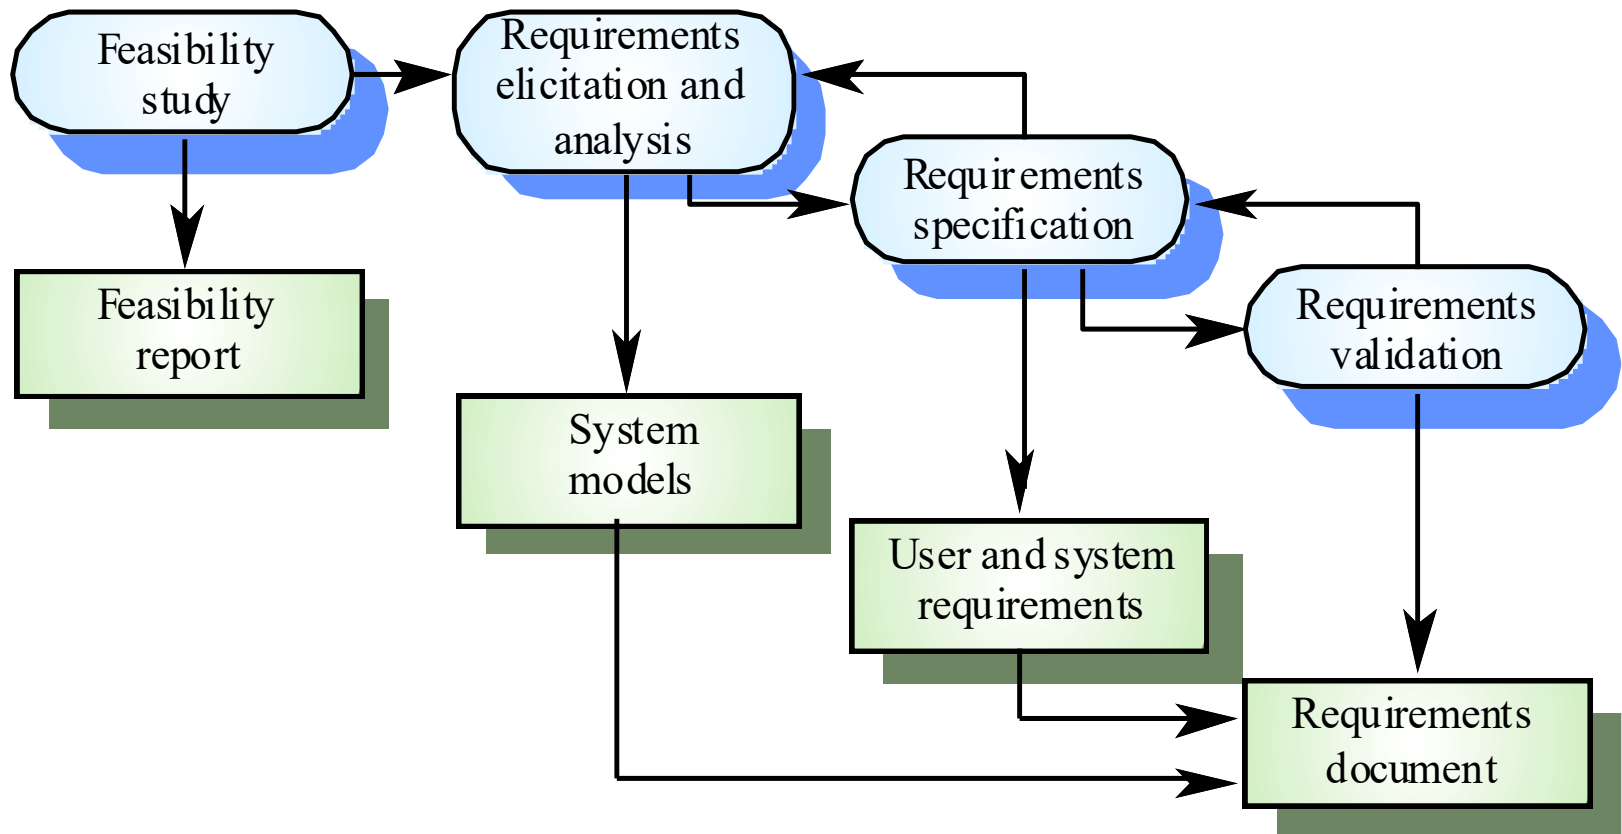 Feasibility
study
Requirements
elicitation and
analysis
Requirements
specification
Requirements
validation
Feasibility
report
System
models
User and system
requirements
Requirements
document